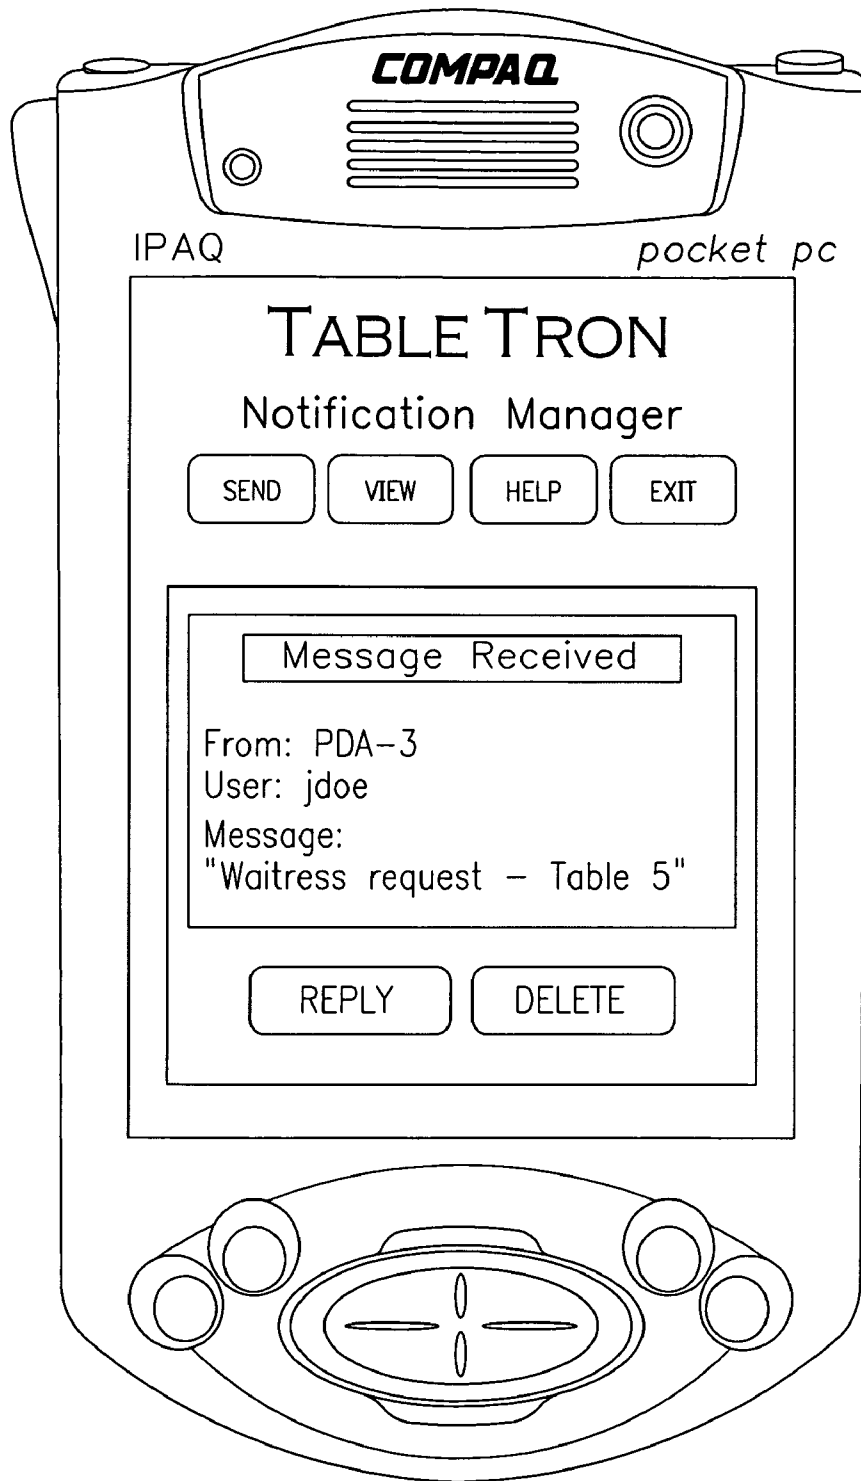 COMPAQ
IPAQ pocket pc
TABLE TRON
Notification Manager
SEND VIEW HELP EXIT
Message Received
From: PDA-3
User: jdoe
Message:
"Waitress request - Table 5"
REPLY DELETE